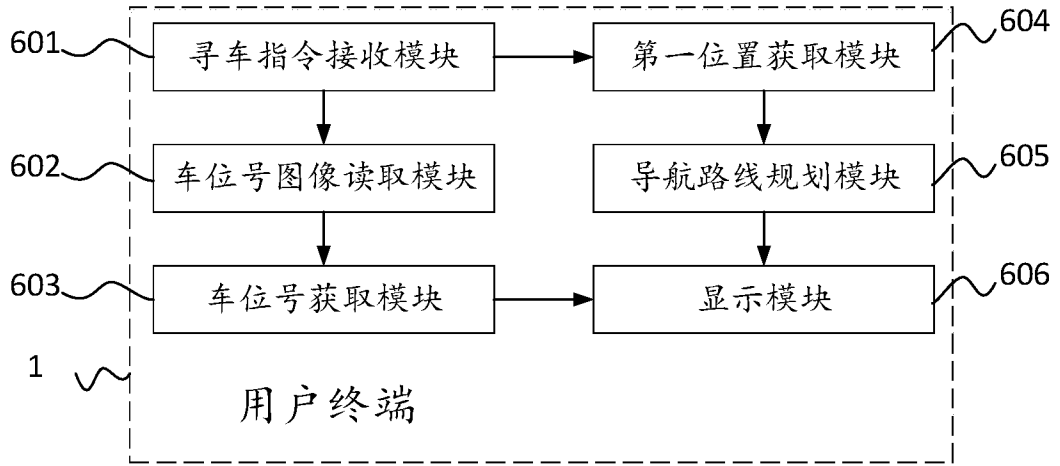 601 寻车指令接收模块 第一位置获取模块 604
602 车位号图像读取模块 导航路线规划模块 605
603 车位号获取模块 显示模块 606
1
用户终端